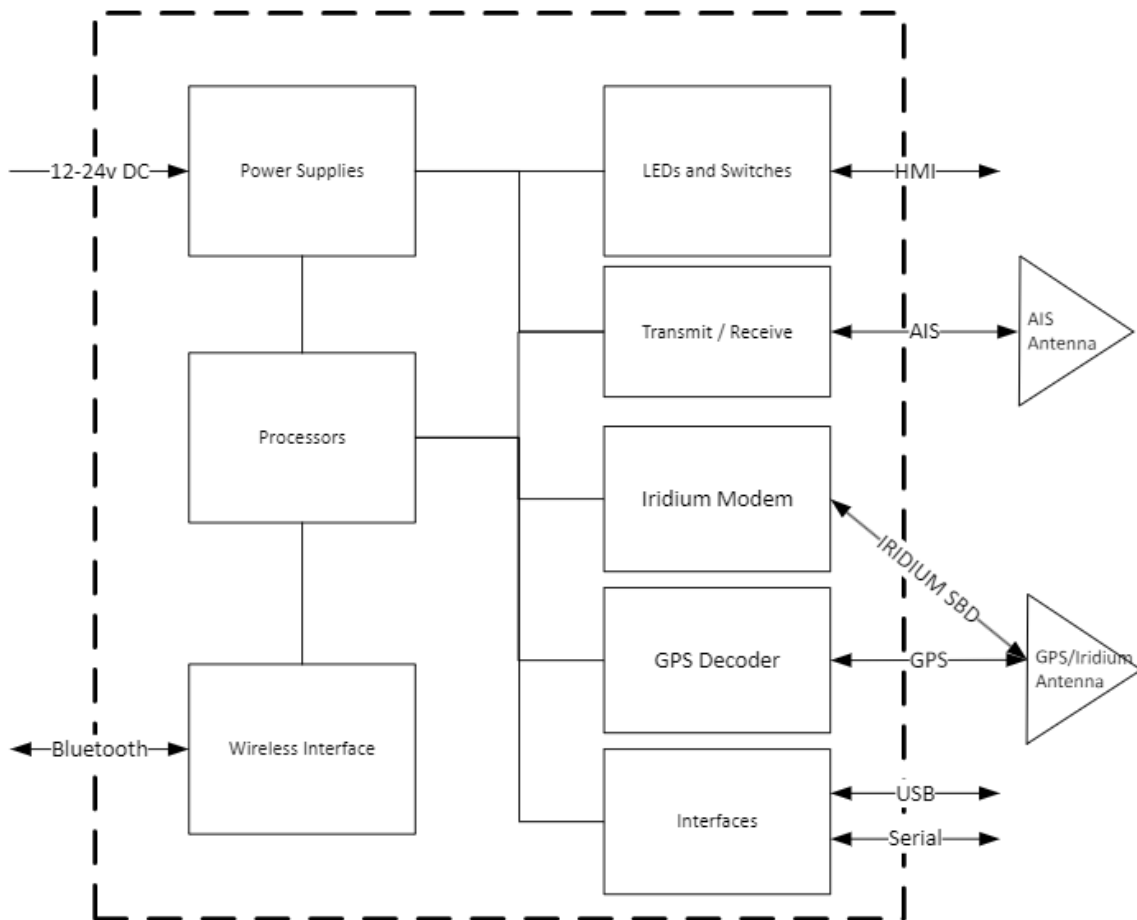 12-24v DC
Power Supplies
LEDs and Switches
HMI
Transmit / Receive
AIS
AIS
Antenna
Processors
Iridium Modem
IRIDIUM SBD
GPS Decoder
GPS
GPS/Iridium
Antenna
Bluetooth
Wireless Interface
Interfaces
USB
Serial